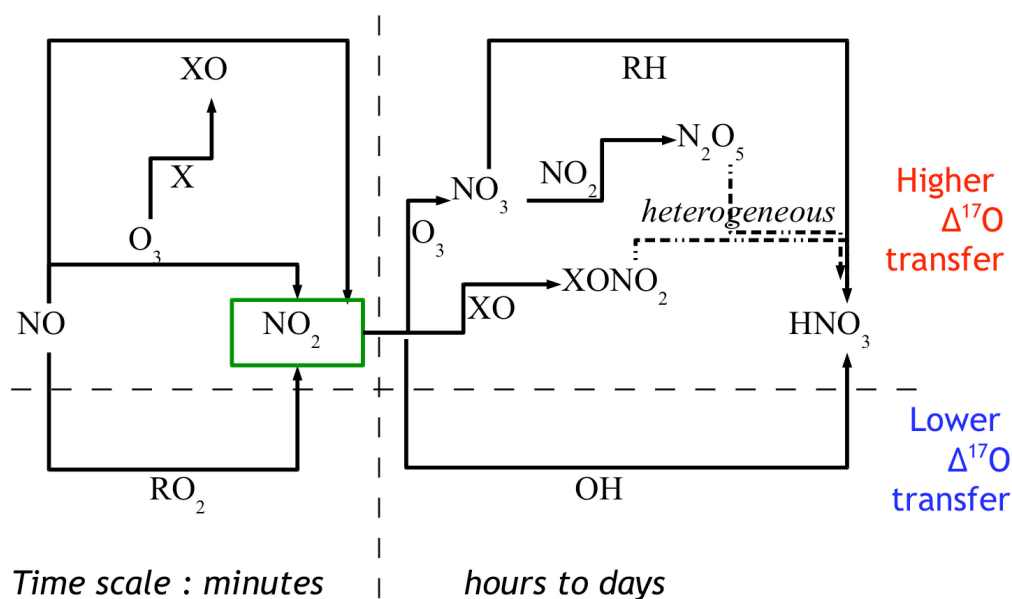 XO
X
O₃
NO
NO₂
RO₂
RH
N₂O₅
NO₂
NO₃
heterogeneous
O₃
XONO₂
XO
HNO₃
OH
Higher
Δ¹⁷O
transfer
Lower
Δ¹⁷O
transfer
Time scale : minutes
hours to days